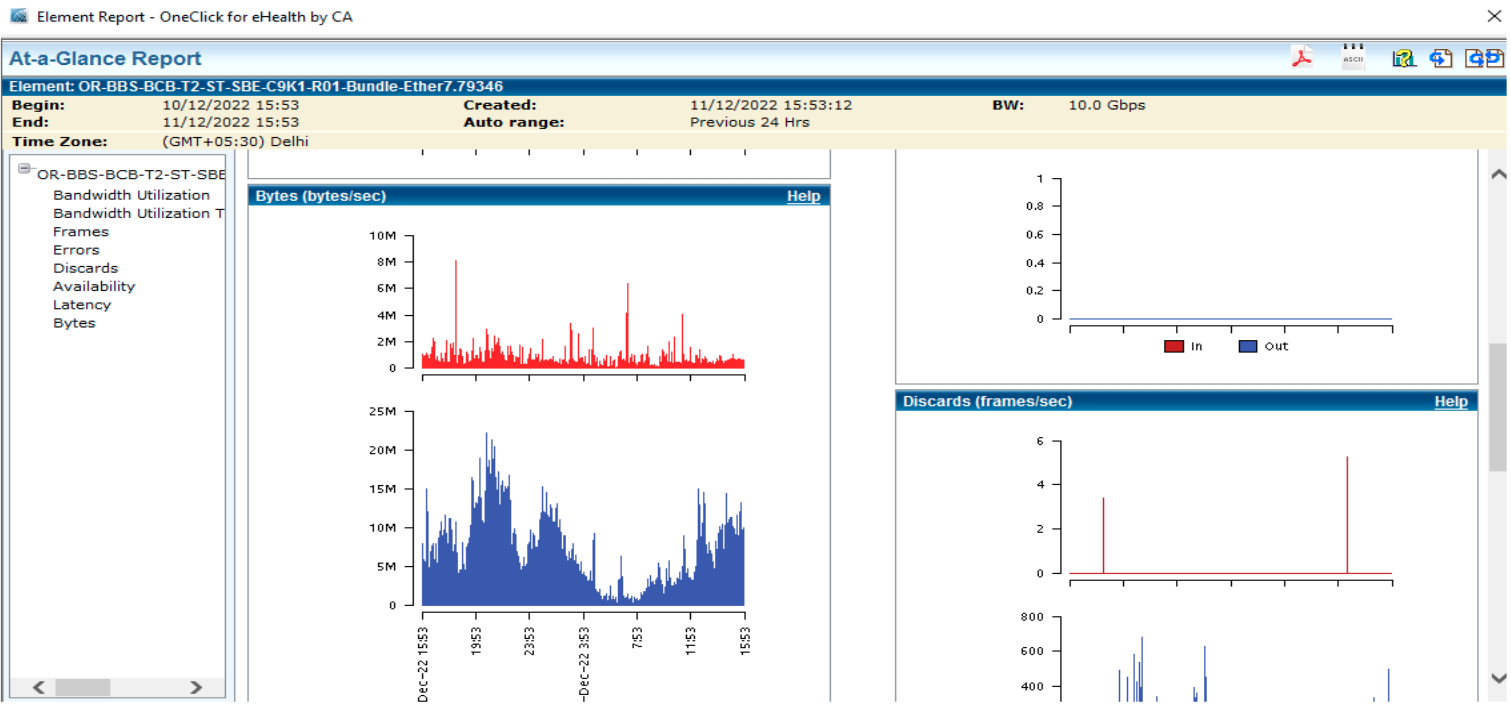 Element Report - OneClick for eHealth by CA
At-a-Glance Report
ASCII
Element: OR-BBS-BCB-T2-ST-SBE-C9K1-R01-Bundle-Ether7.79346
Begin: 10/12/2022 15:53 Created: 11/12/2022 15:53:12 BW: 10.0 Gbps
End: 11/12/2022 15:53 Auto range: Previous 24 Hrs
Time Zone: (GMT+05:30) Delhi
OR-BBS-BCB-T2-ST-SBE
Bandwidth Utilization
Bandwidth Utilization T
Frames
Errors
Discards
Availability
Latency
Bytes
Bytes (bytes/sec) Help
10M
8M
6M
4M
2M
0
25M
20M
15M
10M
5M
0
Dec-22 15:53
19:53
23:53
-Dec-22 3:53
7:53
11:53
15:53
1
0.8
0.6
0.4
0.2
0
In Out
Discards (frames/sec) Help
6
4
2
0
800
600
400